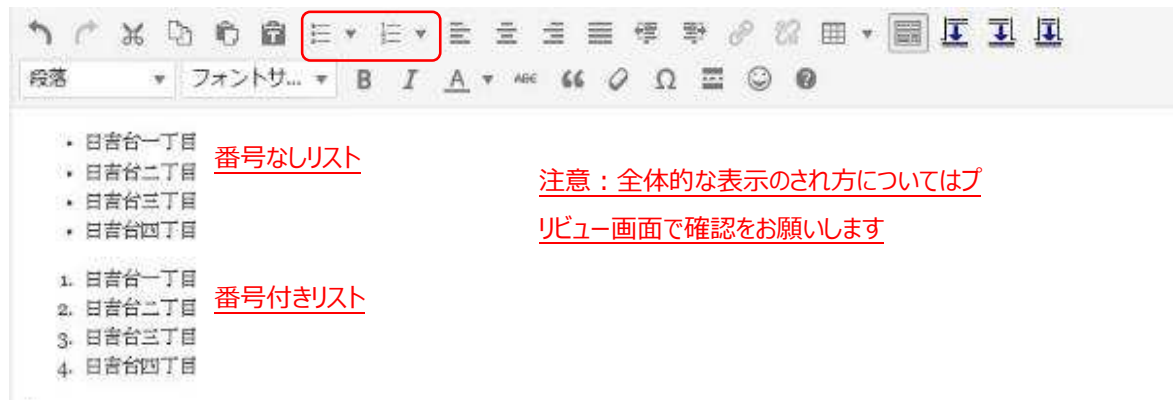 段落 フォントサ... B I A ABC Ω
・ 日吉台一丁目
・ 日吉台二丁目
・ 日吉台三丁目
・ 日吉台四丁目
番号なしリスト
注意：全体的な表示のされ方についてはプ
リビュー画面で確認をお願いします
1. 日吉台一丁目
2. 日吉台二丁目
3. 日吉台三丁目
4. 日吉台四丁目
番号付きリスト